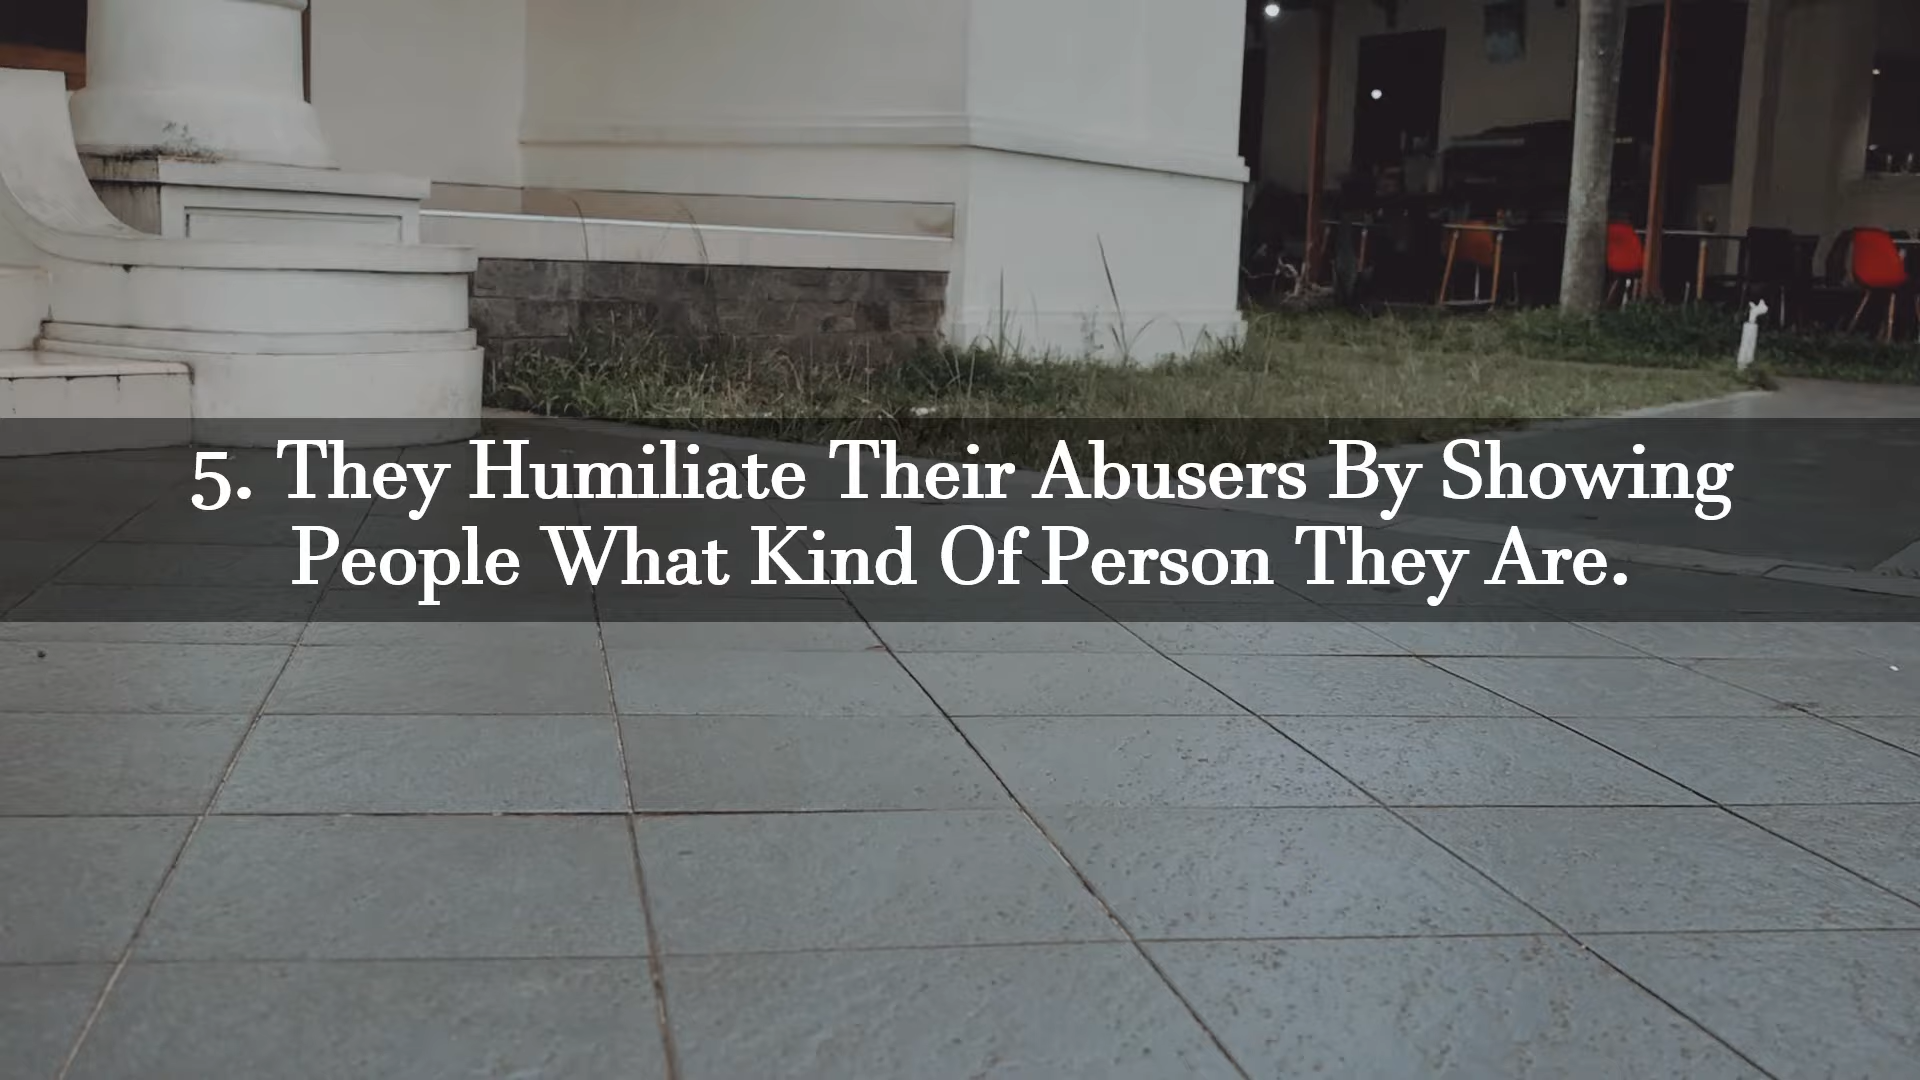 5. They Humiliate Their Abusers By Showing
People What Kind Of Person They Are.